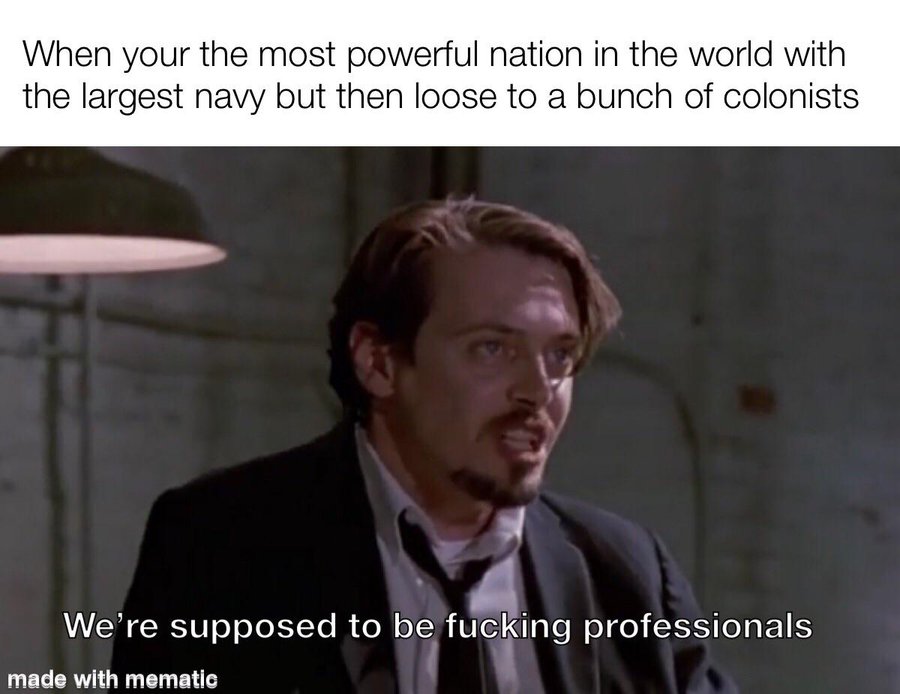 When your the most powerful nation in the world with
the largest navy but then loose to a bunch of colonists
We're supposed to be fucking professionals
made with mematic